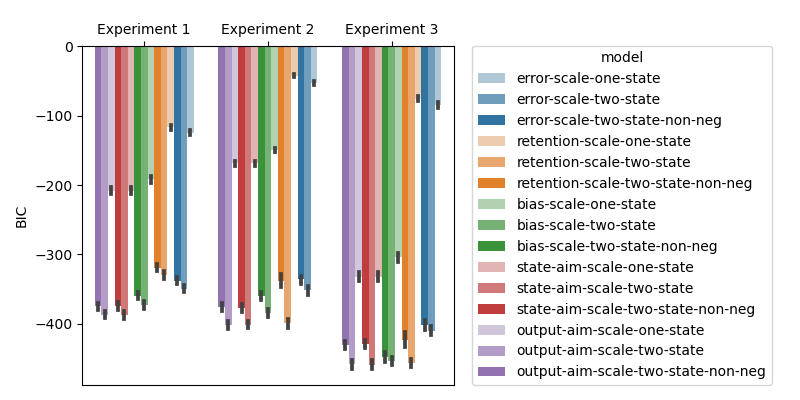 Experiment 1 Experiment 2 Experiment 3
0
−100
−200
−300
−400
BIC
model
error-scale-one-state
error-scale-two-state
error-scale-two-state-non-neg
retention-scale-one-state
retention-scale-two-state
retention-scale-two-state-non-neg
bias-scale-one-state
bias-scale-two-state
bias-scale-two-state-non-neg
state-aim-scale-one-state
state-aim-scale-two-state
state-aim-scale-two-state-non-neg
output-aim-scale-one-state
output-aim-scale-two-state
output-aim-scale-two-state-non-neg